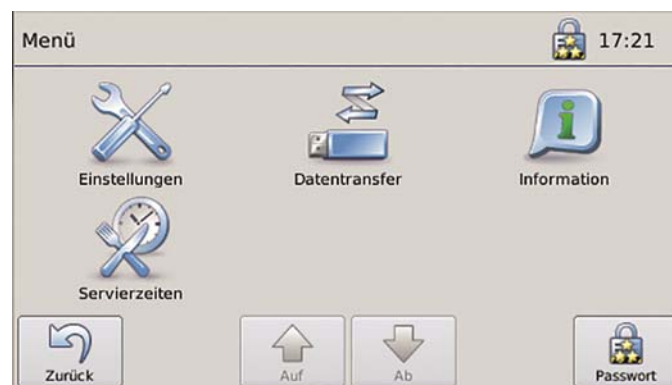 Menü 17:21
Einstellungen Datentransfer Information
Servierzeiten
Zurück Auf Ab Passwort